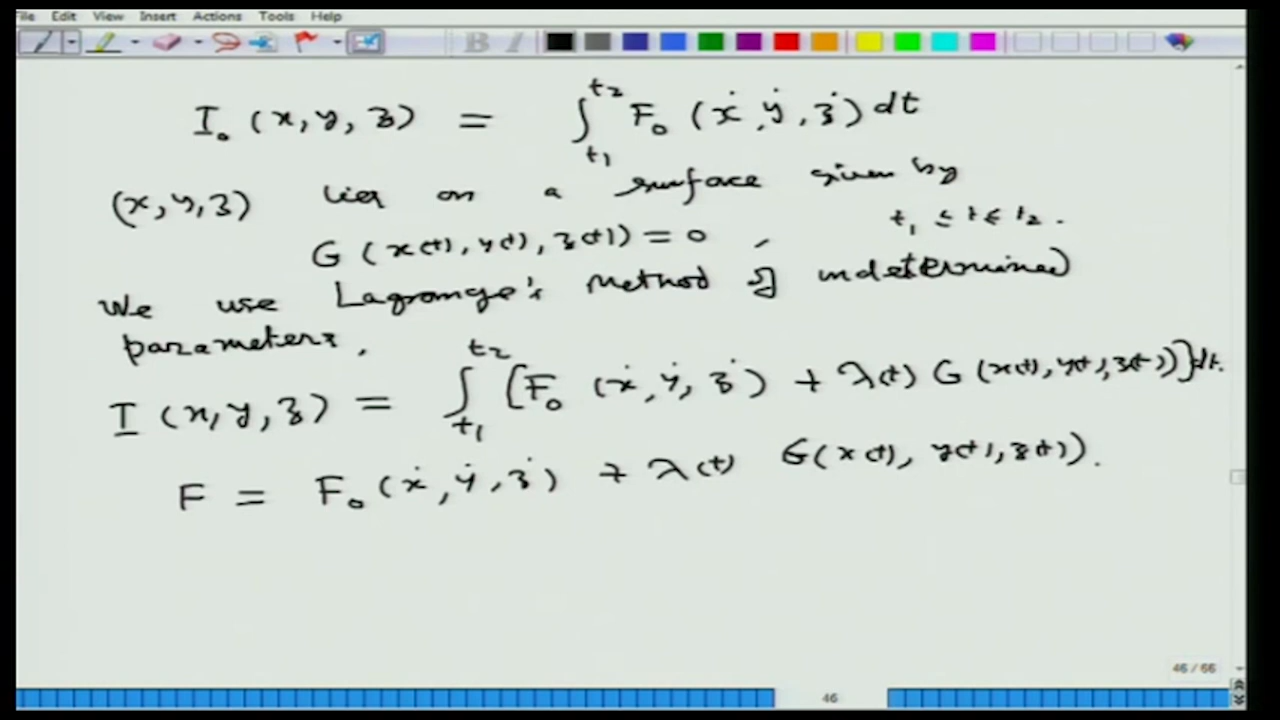 File Edit View Insert Actions Tools Help
B I
I₀ (x, y, z) = ∫_{t₁}^{t₂} F₀ (ẋ, ẏ, ż) dt
(x, y, z) lies on a surface given by
G (x(t), y(t), z(t)) = 0 , t₁ ≤ t ≤ t₂ .
We use Lagrange's method of indetermined
parameters.
I (x, y, z) = ∫_{t₁}^{t₂} [F₀ (ẋ, ẏ, ż) + λ(t) G (x(t), y(t), z(t))] dt.
F = F₀ (ẋ, ẏ, ż) + λ(t) G(x(t), y(t), z(t)).
46 / 66
46